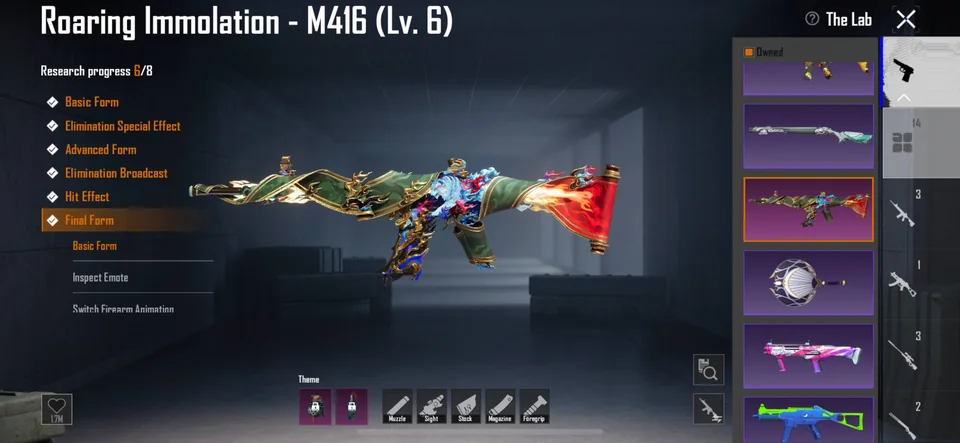 Roaring Immolation - M416 (Lv. 6)
The Lab
Research progress 6/8
Owned
Basic Form
Elimination Special Effect
Advanced Form
Elimination Broadcast
Hit Effect
Final Form
Basic Form
Inspect Emote
Switch Firearm Animation
14
3
1
3
2
Theme
Muzzle
Sight
Stock
Magazine
Foregrip
1.7M